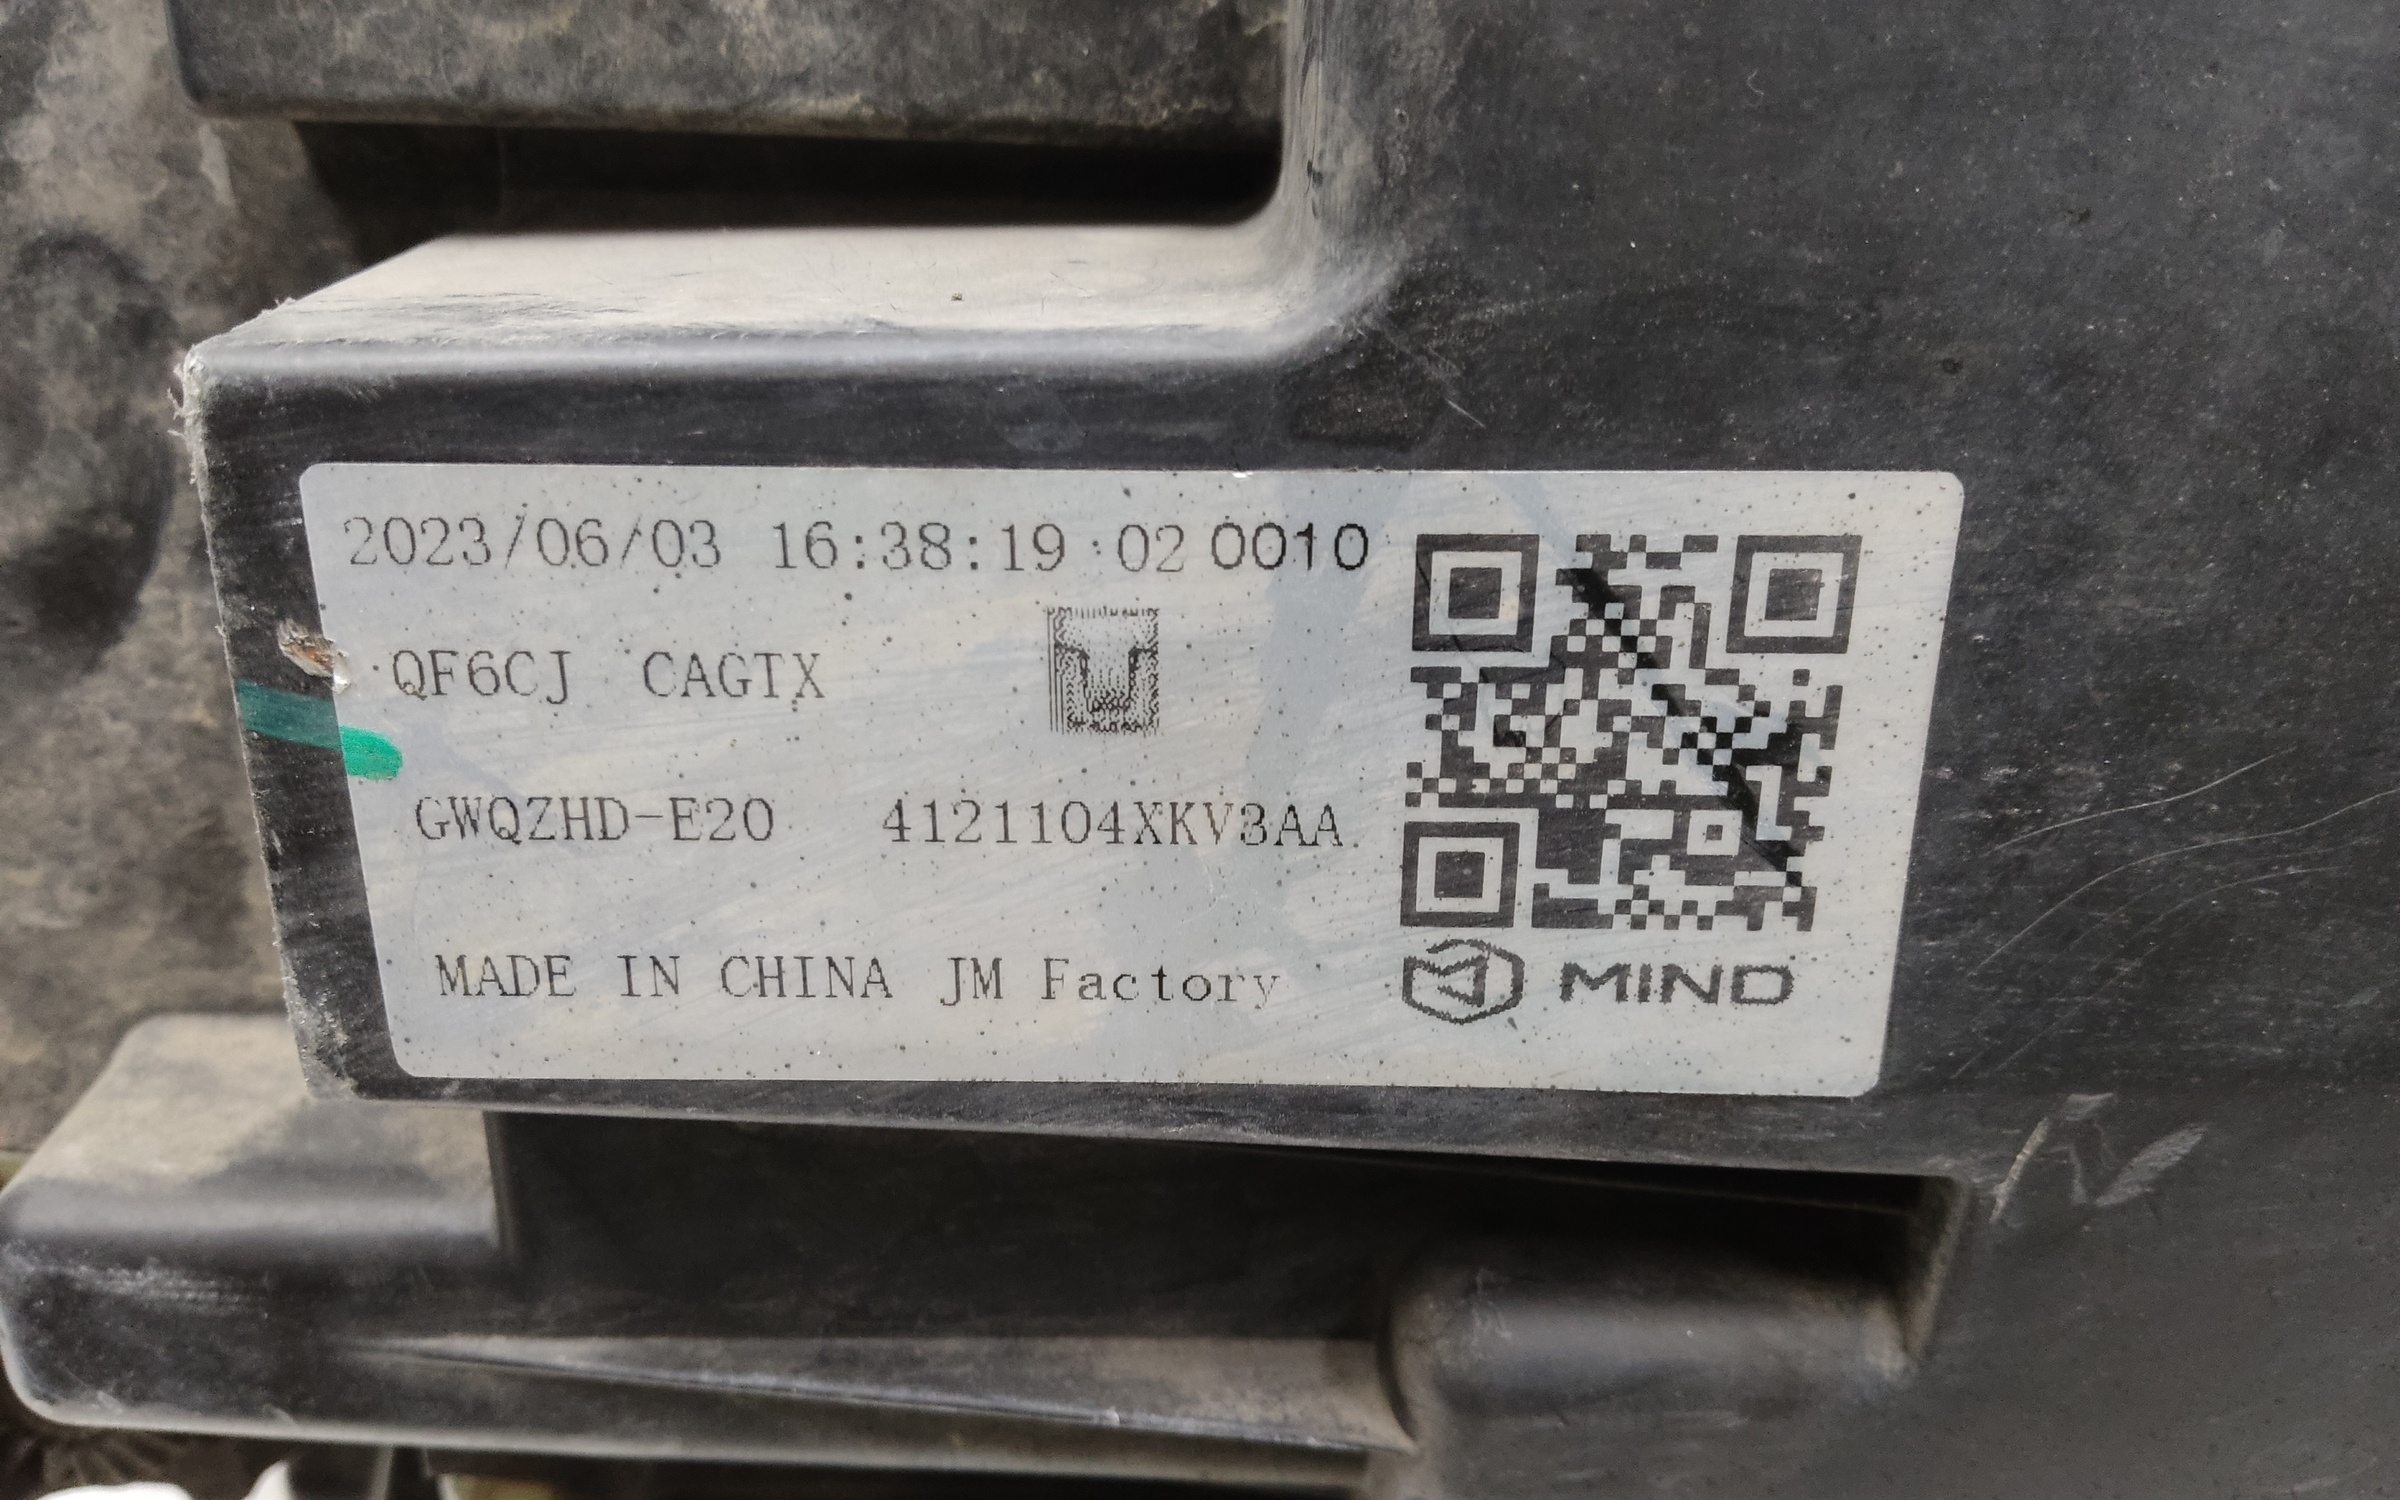 2023/06/03 16:38:19 02 0010
QF6CJ CAGTX
GWQZHD-E20 4121104XKV3AA
MADE IN CHINA JM Factory
MIND